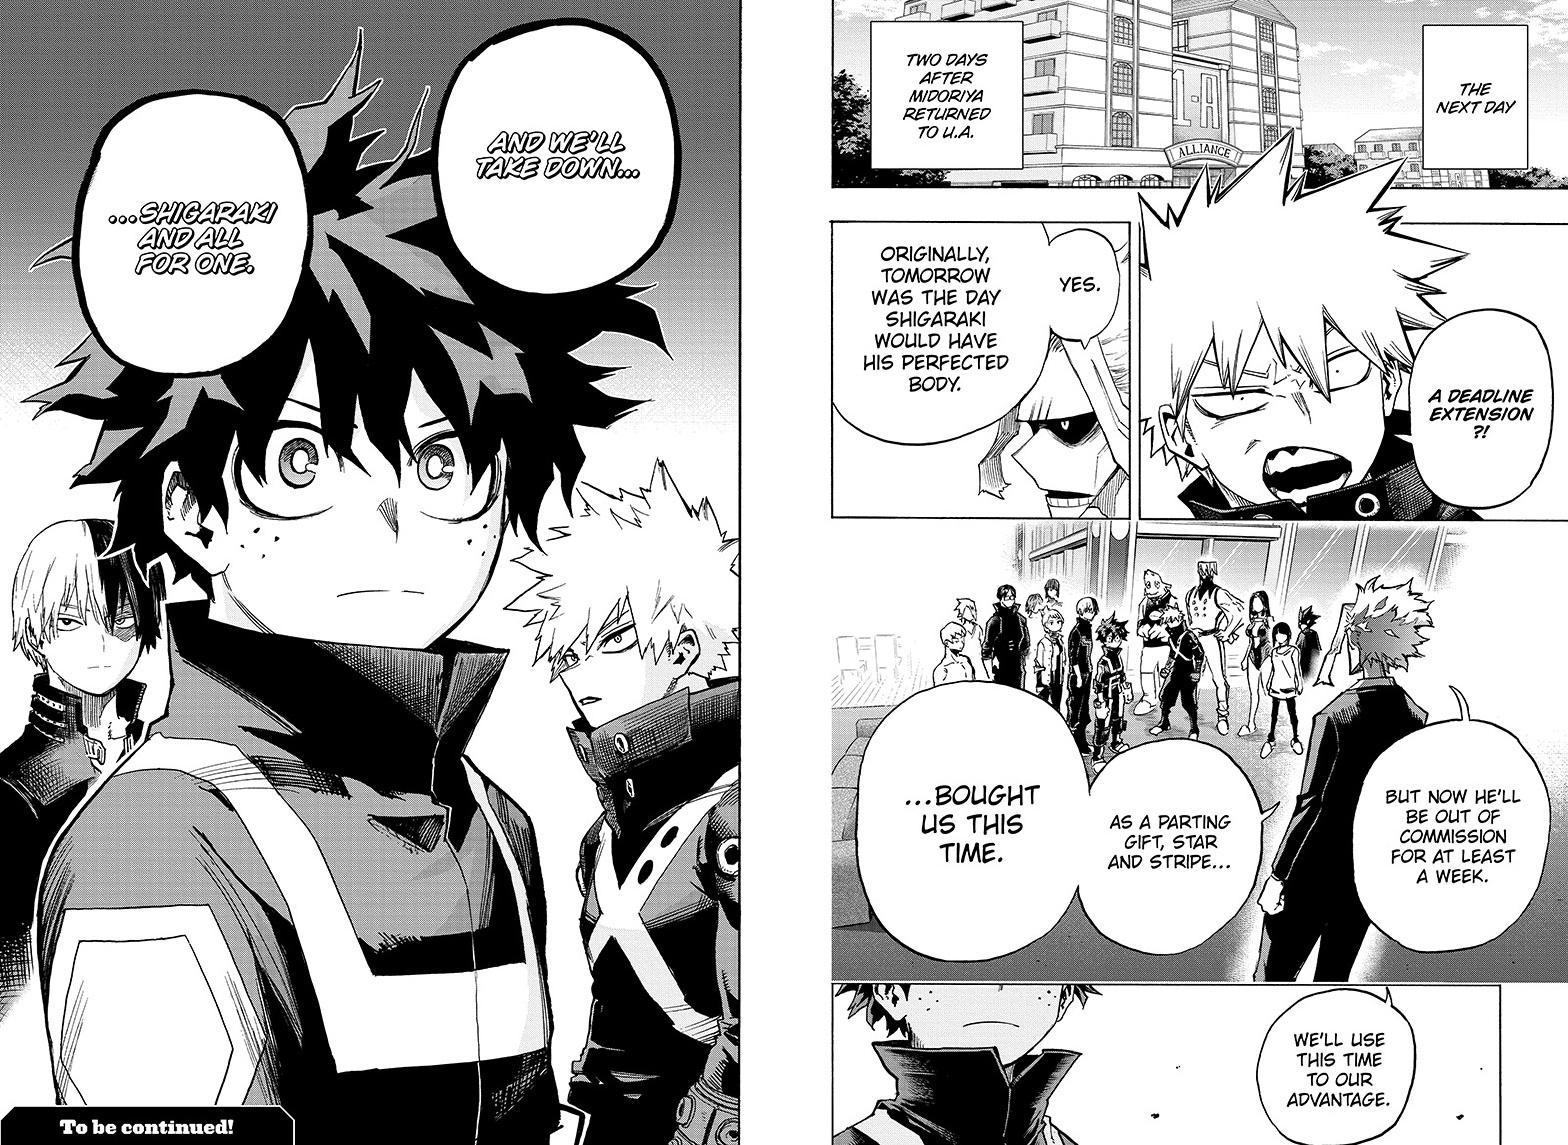 THE
NEXT DAY
TWO DAYS
AFTER
MIDORIYA
RETURNED
TO U.A.
1-A
ALLIANCE
A DEADLINE
EXTENSION
?!
YES.
ORIGINALLY,
TOMORROW
WAS THE DAY
SHIGARAKI
WOULD HAVE
HIS PERFECTED
BODY.
BUT NOW HE'LL
BE OUT OF
COMMISSION
FOR AT LEAST
A WEEK.
AS A PARTING
GIFT, STAR
AND STRIPE...
...BOUGHT
US THIS
TIME.
WE'LL USE
THIS TIME
TO OUR
ADVANTAGE.
AND WE'LL
TAKE DOWN...
...SHIGARAKI
AND ALL
FOR ONE.
To be continued!